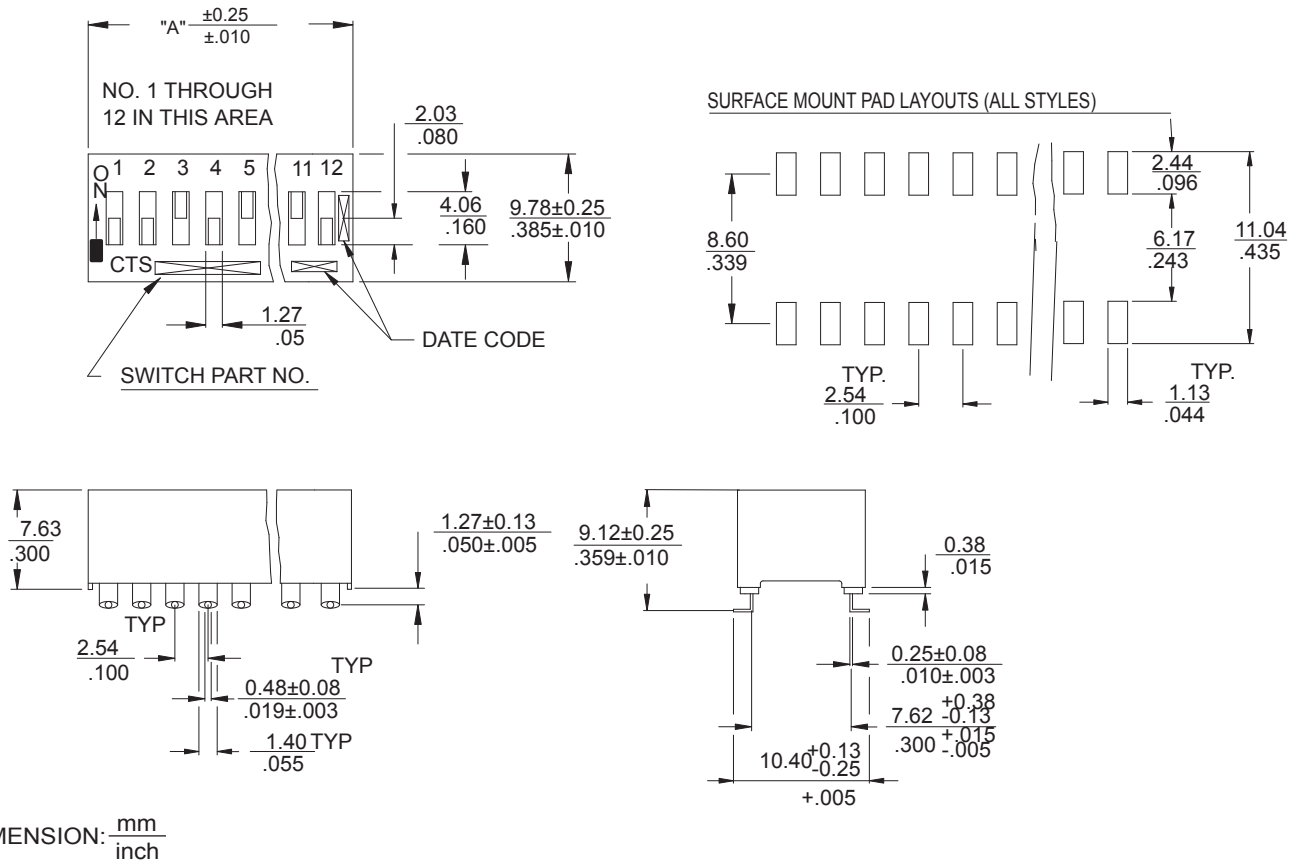 "A" ±0.25
±.010
NO. 1 THROUGH
12 IN THIS AREA
2.03
.080
O
N
1 2 3 4 5 11 12
4.06
.160
9.78±0.25
.385±.010
CTS
1.27
.05
DATE CODE
SWITCH PART NO.
SURFACE MOUNT PAD LAYOUTS (ALL STYLES)
2.44
.096
8.60
.339
6.17
.243
11.04
.435
TYP.
2.54
.100
TYP.
1.13
.044
7.63
.300
1.27±0.13
.050±.005
TYP
2.54
.100
TYP
0.48±0.08
.019±.003
1.40 TYP
.055
9.12±0.25
.359±.010
0.38
.015
0.25±0.08
.010±.003
+0.38
7.62 -0.13
+.015
.300 -.005
10.40 +0.13
-0.25
+.005
MENSION: mm
inch